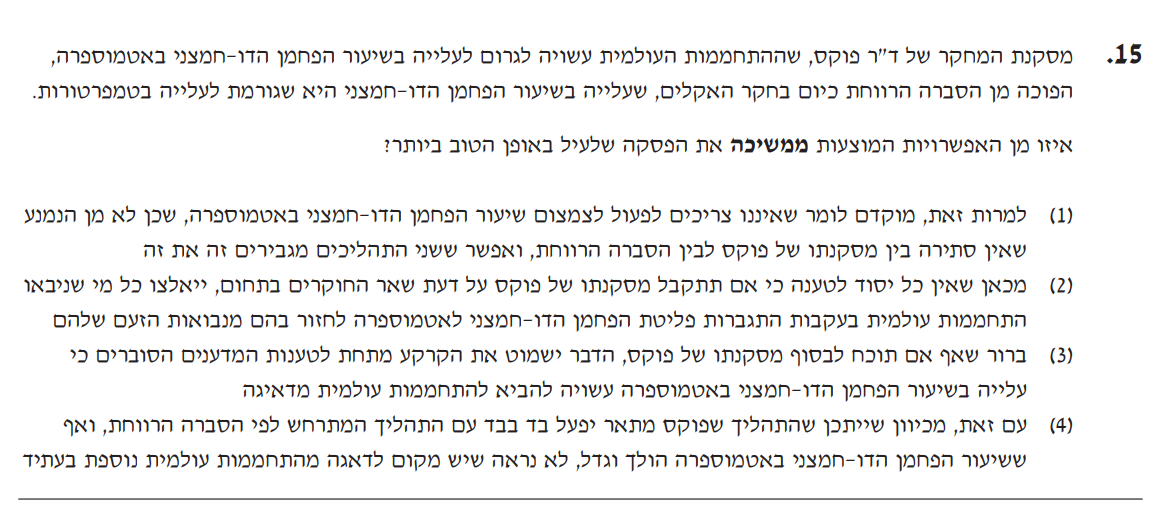 15. מסקנת המחקר של ד"ר פוקס, שההתחממות העולמית עשויה לגרום לעלייה בשיעור הפחמן הדו-חמצני באטמוספרה,
הפוכה מן הסברה הרווחת כיום בחקר האקלים, שעלייה בשיעור הפחמן הדו-חמצני היא שגורמת לעלייה בטמפרטורות.
איזו מן האפשרויות המוצעות ממשיכה את הפסקה שלעיל באופן הטוב ביותר?
(1) למרות זאת, מוקדם לומר שאיננו צריכים לפעול לצמצום שיעור הפחמן הדו-חמצני באטמוספרה, שכן לא מן הנמנע
שאין סתירה בין מסקנתו של פוקס לבין הסברה הרווחת, ואפשר ששני התהליכים מגבירים זה את זה
(2) מכאן שאין כל יסוד לטענה כי אם תתקבל מסקנתו של פוקס על דעת שאר החוקרים בתחום, ייאלצו כל מי שניבאו
התחממות עולמית בעקבות התגברות פליטת הפחמן הדו-חמצני לאטמוספרה לחזור בהם מנבואות הזעם שלהם
(3) ברור שאף אם תוכח לבסוף מסקנתו של פוקס, הדבר ישמוט את הקרקע מתחת לטענות המדענים הסוברים כי
עלייה בשיעור הפחמן הדו-חמצני באטמוספרה עשויה להביא להתחממות עולמית מדאיגה
(4) עם זאת, מכיוון שייתכן שהתהליך שפוקס מתאר יפעל בד בבד עם התהליך המתרחש לפי הסברה הרווחת, ואף
ששיעור הפחמן הדו-חמצני באטמוספרה הולך וגדל, לא נראה שיש מקום לדאגה מהתחממות עולמית נוספת בעתיד